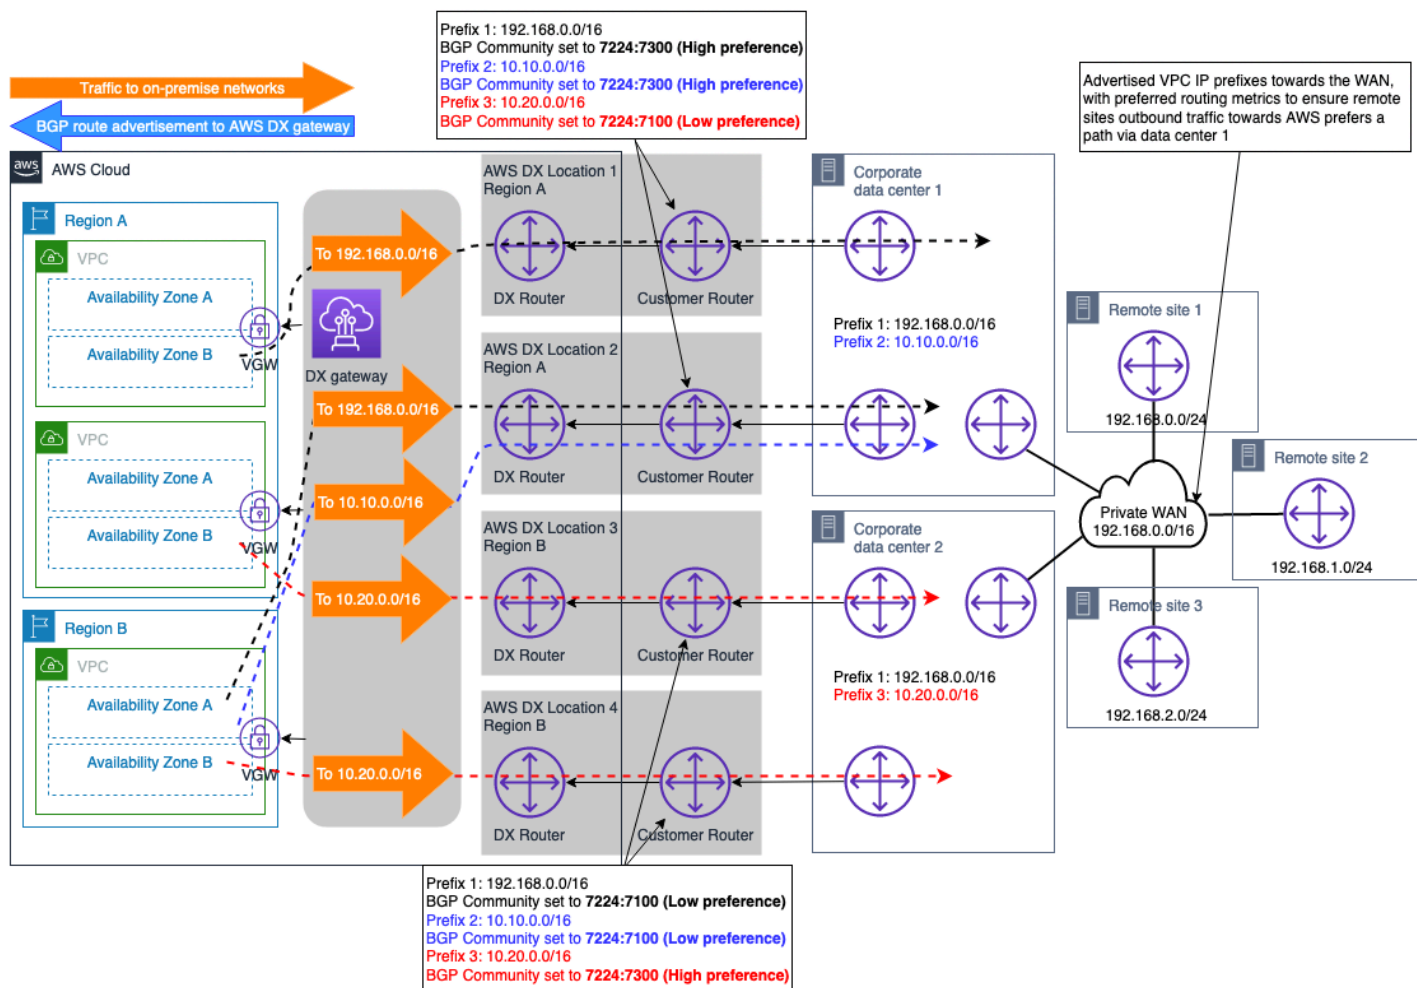 Prefix 1: 192.168.0.0/16
BGP Community set to 7224:7300 (High preference)
Prefix 2: 10.10.0.0/16
BGP Community set to 7224:7300 (High preference)
Prefix 3: 10.20.0.0/16
BGP Community set to 7224:7100 (Low preference)
Traffic to on-premise networks
BGP route advertisement to AWS DX gateway
Advertised VPC IP prefixes towards the WAN,
with preferred routing metrics to ensure remote
sites outbound traffic towards AWS prefers a
path via data center 1
aws
AWS Cloud
Region A
VPC
Availability Zone A
Availability Zone B
VGW
VPC
Availability Zone A
Availability Zone B
VGW
Region B
VPC
Availability Zone A
Availability Zone B
VGW
To 192.168.0.0/16
DX gateway
To 192.168.0.0/16
To 10.10.0.0/16
To 10.20.0.0/16
To 10.20.0.0/16
AWS DX Location 1
Region A
DX Router
Customer Router
AWS DX Location 2
Region A
DX Router
Customer Router
AWS DX Location 3
Region B
DX Router
Customer Router
AWS DX Location 4
Region B
DX Router
Customer Router
Corporate
data center 1
Prefix 1: 192.168.0.0/16
Prefix 2: 10.10.0.0/16
Corporate
data center 2
Prefix 1: 192.168.0.0/16
Prefix 3: 10.20.0.0/16
Remote site 1
192.168.0.0/24
Remote site 2
192.168.1.0/24
Private WAN
192.168.0.0/16
Remote site 3
192.168.2.0/24
Prefix 1: 192.168.0.0/16
BGP Community set to 7224:7100 (Low preference)
Prefix 2: 10.10.0.0/16
BGP Community set to 7224:7100 (Low preference)
Prefix 3: 10.20.0.0/16
BGP Community set to 7224:7300 (High preference)